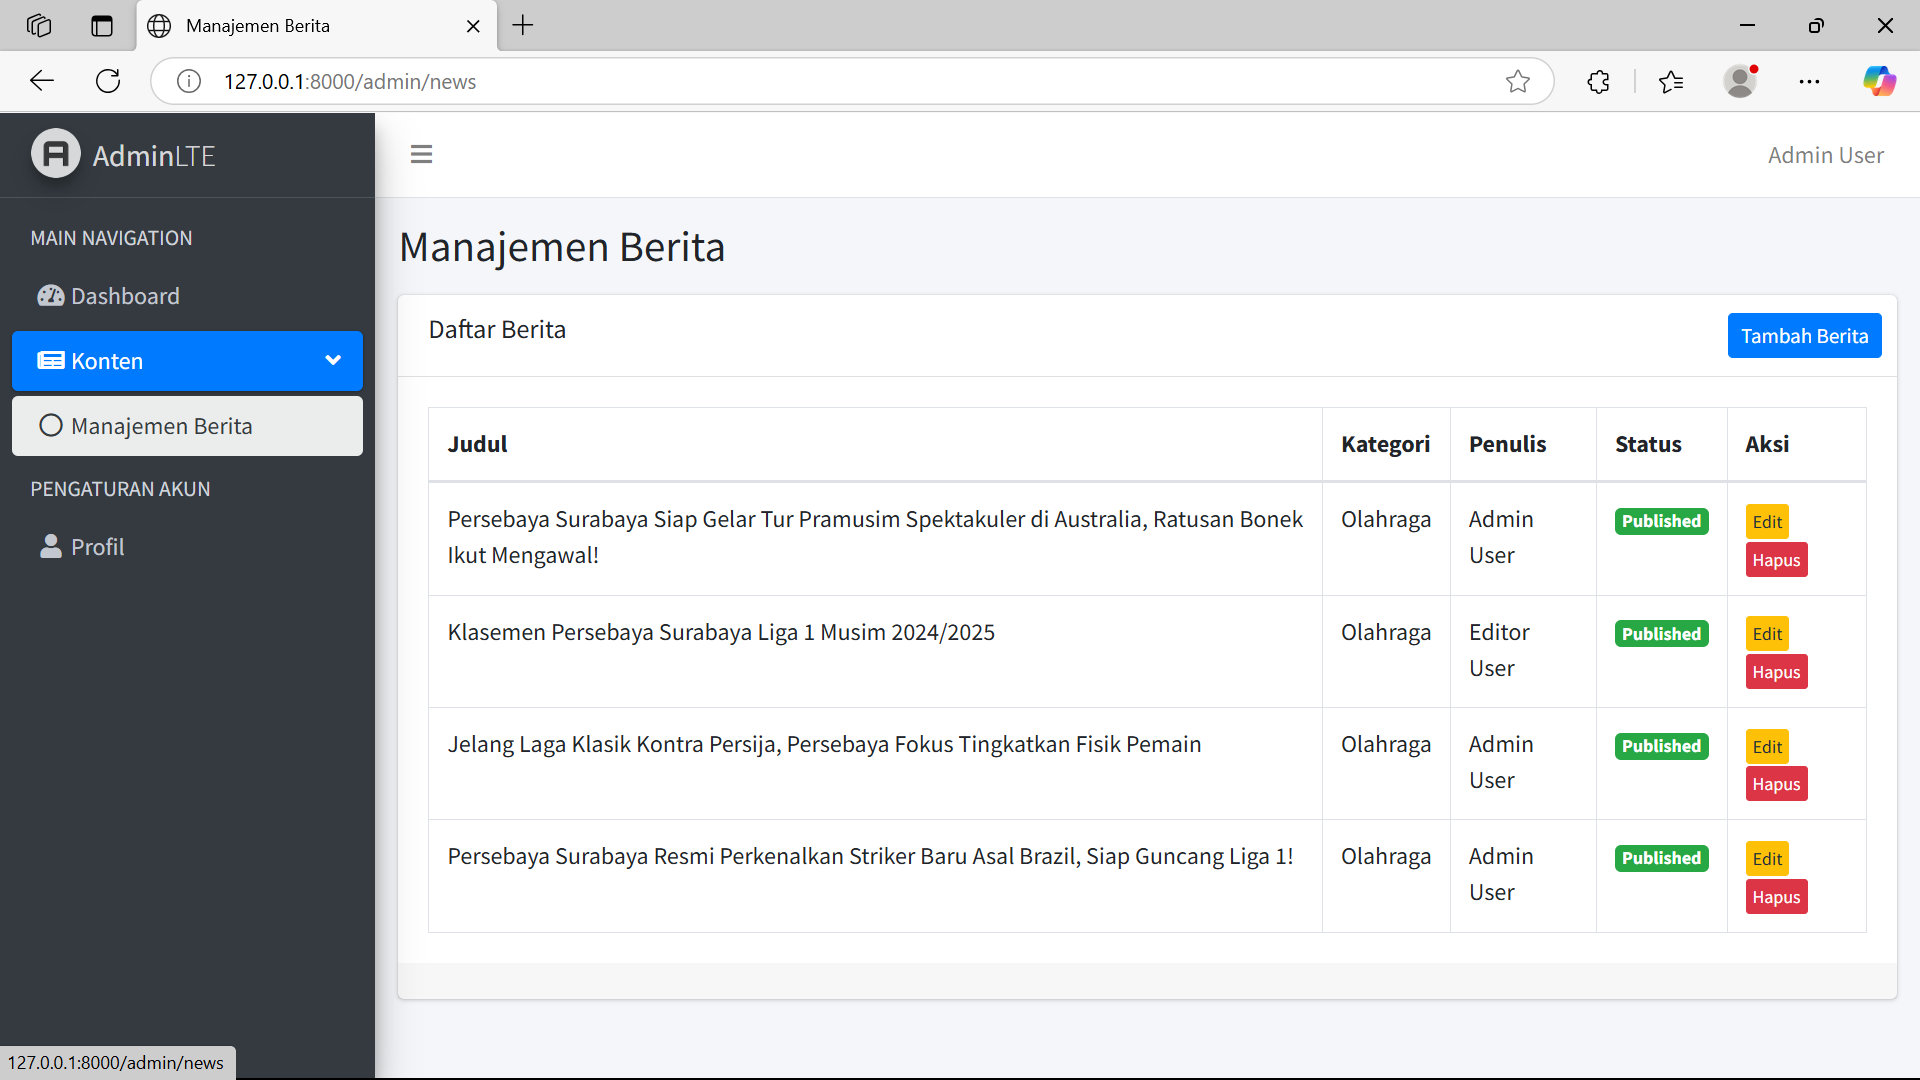 Manajemen Berita
127.0.0.1:8000/admin/news
AdminLTE
Admin User
MAIN NAVIGATION
Dashboard
Konten
Manajemen Berita
PENGATURAN AKUN
Profil
Manajemen Berita
Daftar Berita
Tambah Berita
Judul Kategori Penulis Status Aksi
Persebaya Surabaya Siap Gelar Tur Pramusim Spektakuler di Australia, Ratusan Bonek
Ikut Mengawal!
Olahraga
Admin
User
Published
Edit
Hapus
Klasemen Persebaya Surabaya Liga 1 Musim 2024/2025
Olahraga
Editor
User
Published
Edit
Hapus
Jelang Laga Klasik Kontra Persija, Persebaya Fokus Tingkatkan Fisik Pemain
Olahraga
Admin
User
Published
Edit
Hapus
Persebaya Surabaya Resmi Perkenalkan Striker Baru Asal Brazil, Siap Guncang Liga 1!
Olahraga
Admin
User
Published
Edit
Hapus
127.0.0.1:8000/admin/news